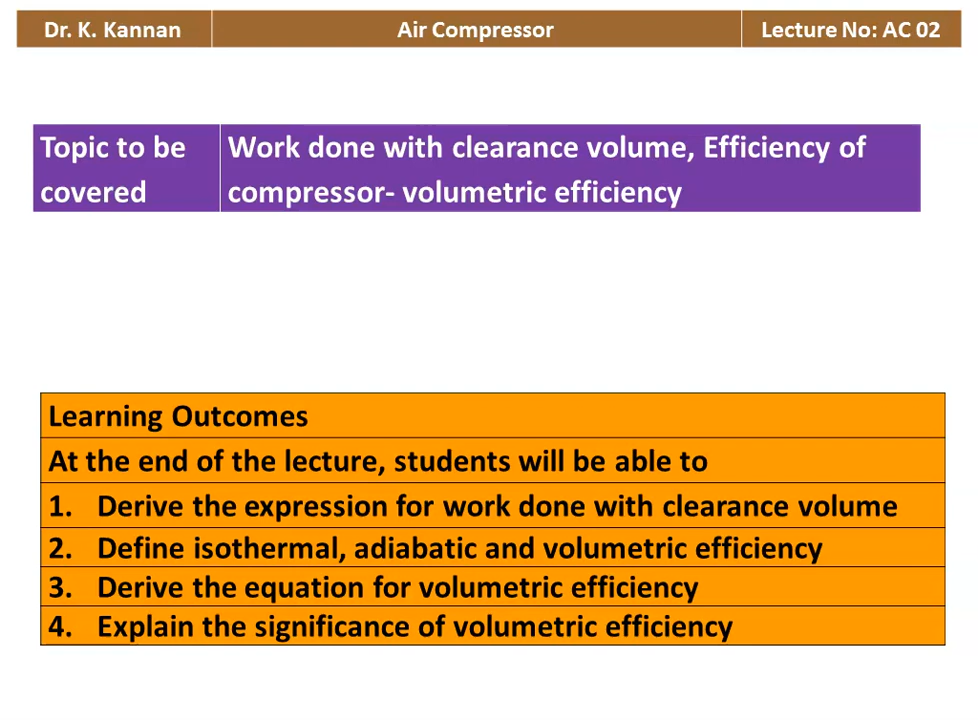 Dr. K. Kannan
Air Compressor
Lecture No: AC 02
Topic to be
covered
Work done with clearance volume, Efficiency of
compressor- volumetric efficiency
Learning Outcomes
At the end of the lecture, students will be able to
1. Derive the expression for work done with clearance volume
2. Define isothermal, adiabatic and volumetric efficiency
3. Derive the equation for volumetric efficiency
4. Explain the significance of volumetric efficiency